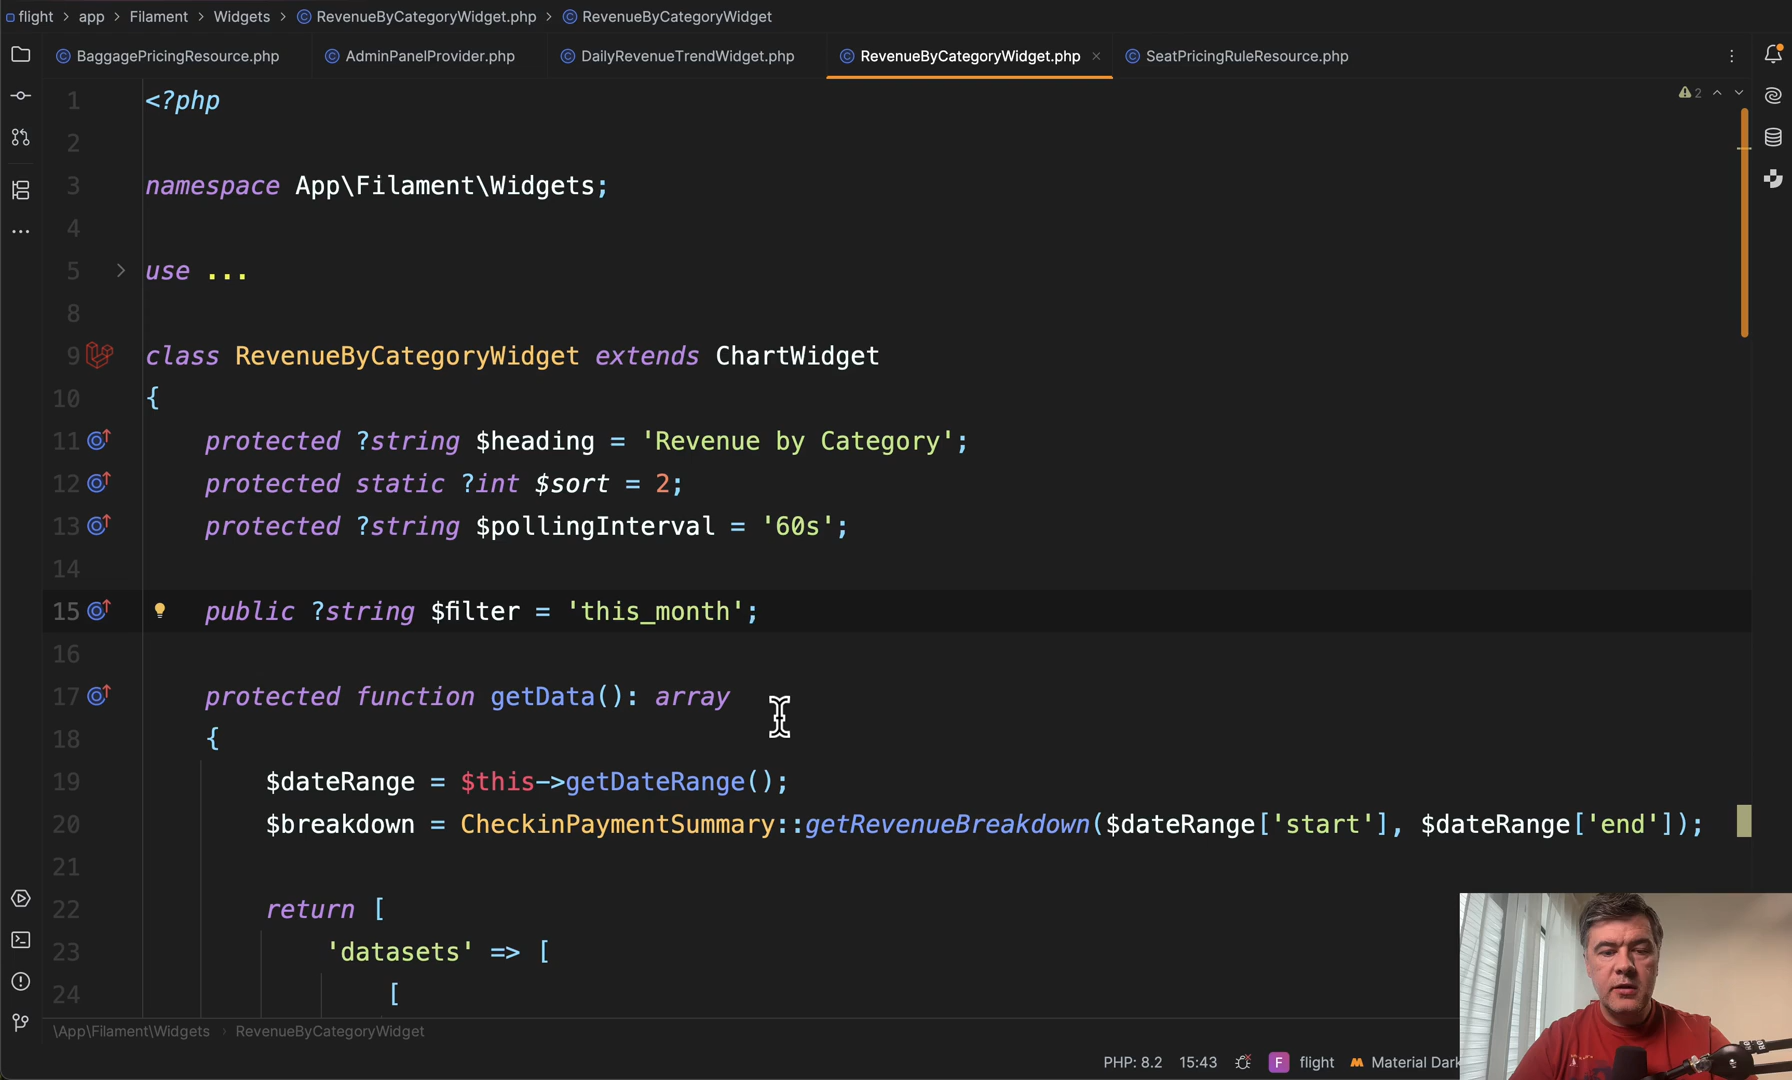 flight > app > Filament > Widgets > RevenueByCategoryWidget.php > RevenueByCategoryWidget
BaggagePricingResource.php AdminPanelProvider.php DailyRevenueTrendWidget.php RevenueByCategoryWidget.php × SeatPricingRuleResource.php
2
1 <?php
2
3 namespace App\Filament\Widgets;
4
5 use ...
8
9 class RevenueByCategoryWidget extends ChartWidget
10 {
11 protected ?string $heading = 'Revenue by Category';
12 protected static ?int $sort = 2;
13 protected ?string $pollingInterval = '60s';
14
15 public ?string $filter = 'this_month';
16
17 protected function getData(): array
18 {
19 $dateRange = $this->getDateRange();
20 $breakdown = CheckinPaymentSummary::getRevenueBreakdown($dateRange['start'], $dateRange['end']);
21
22 return [
23 'datasets' => [
24 [
\App\Filament\Widgets > RevenueByCategoryWidget
PHP: 8.2 15:43 F flight Material Dark